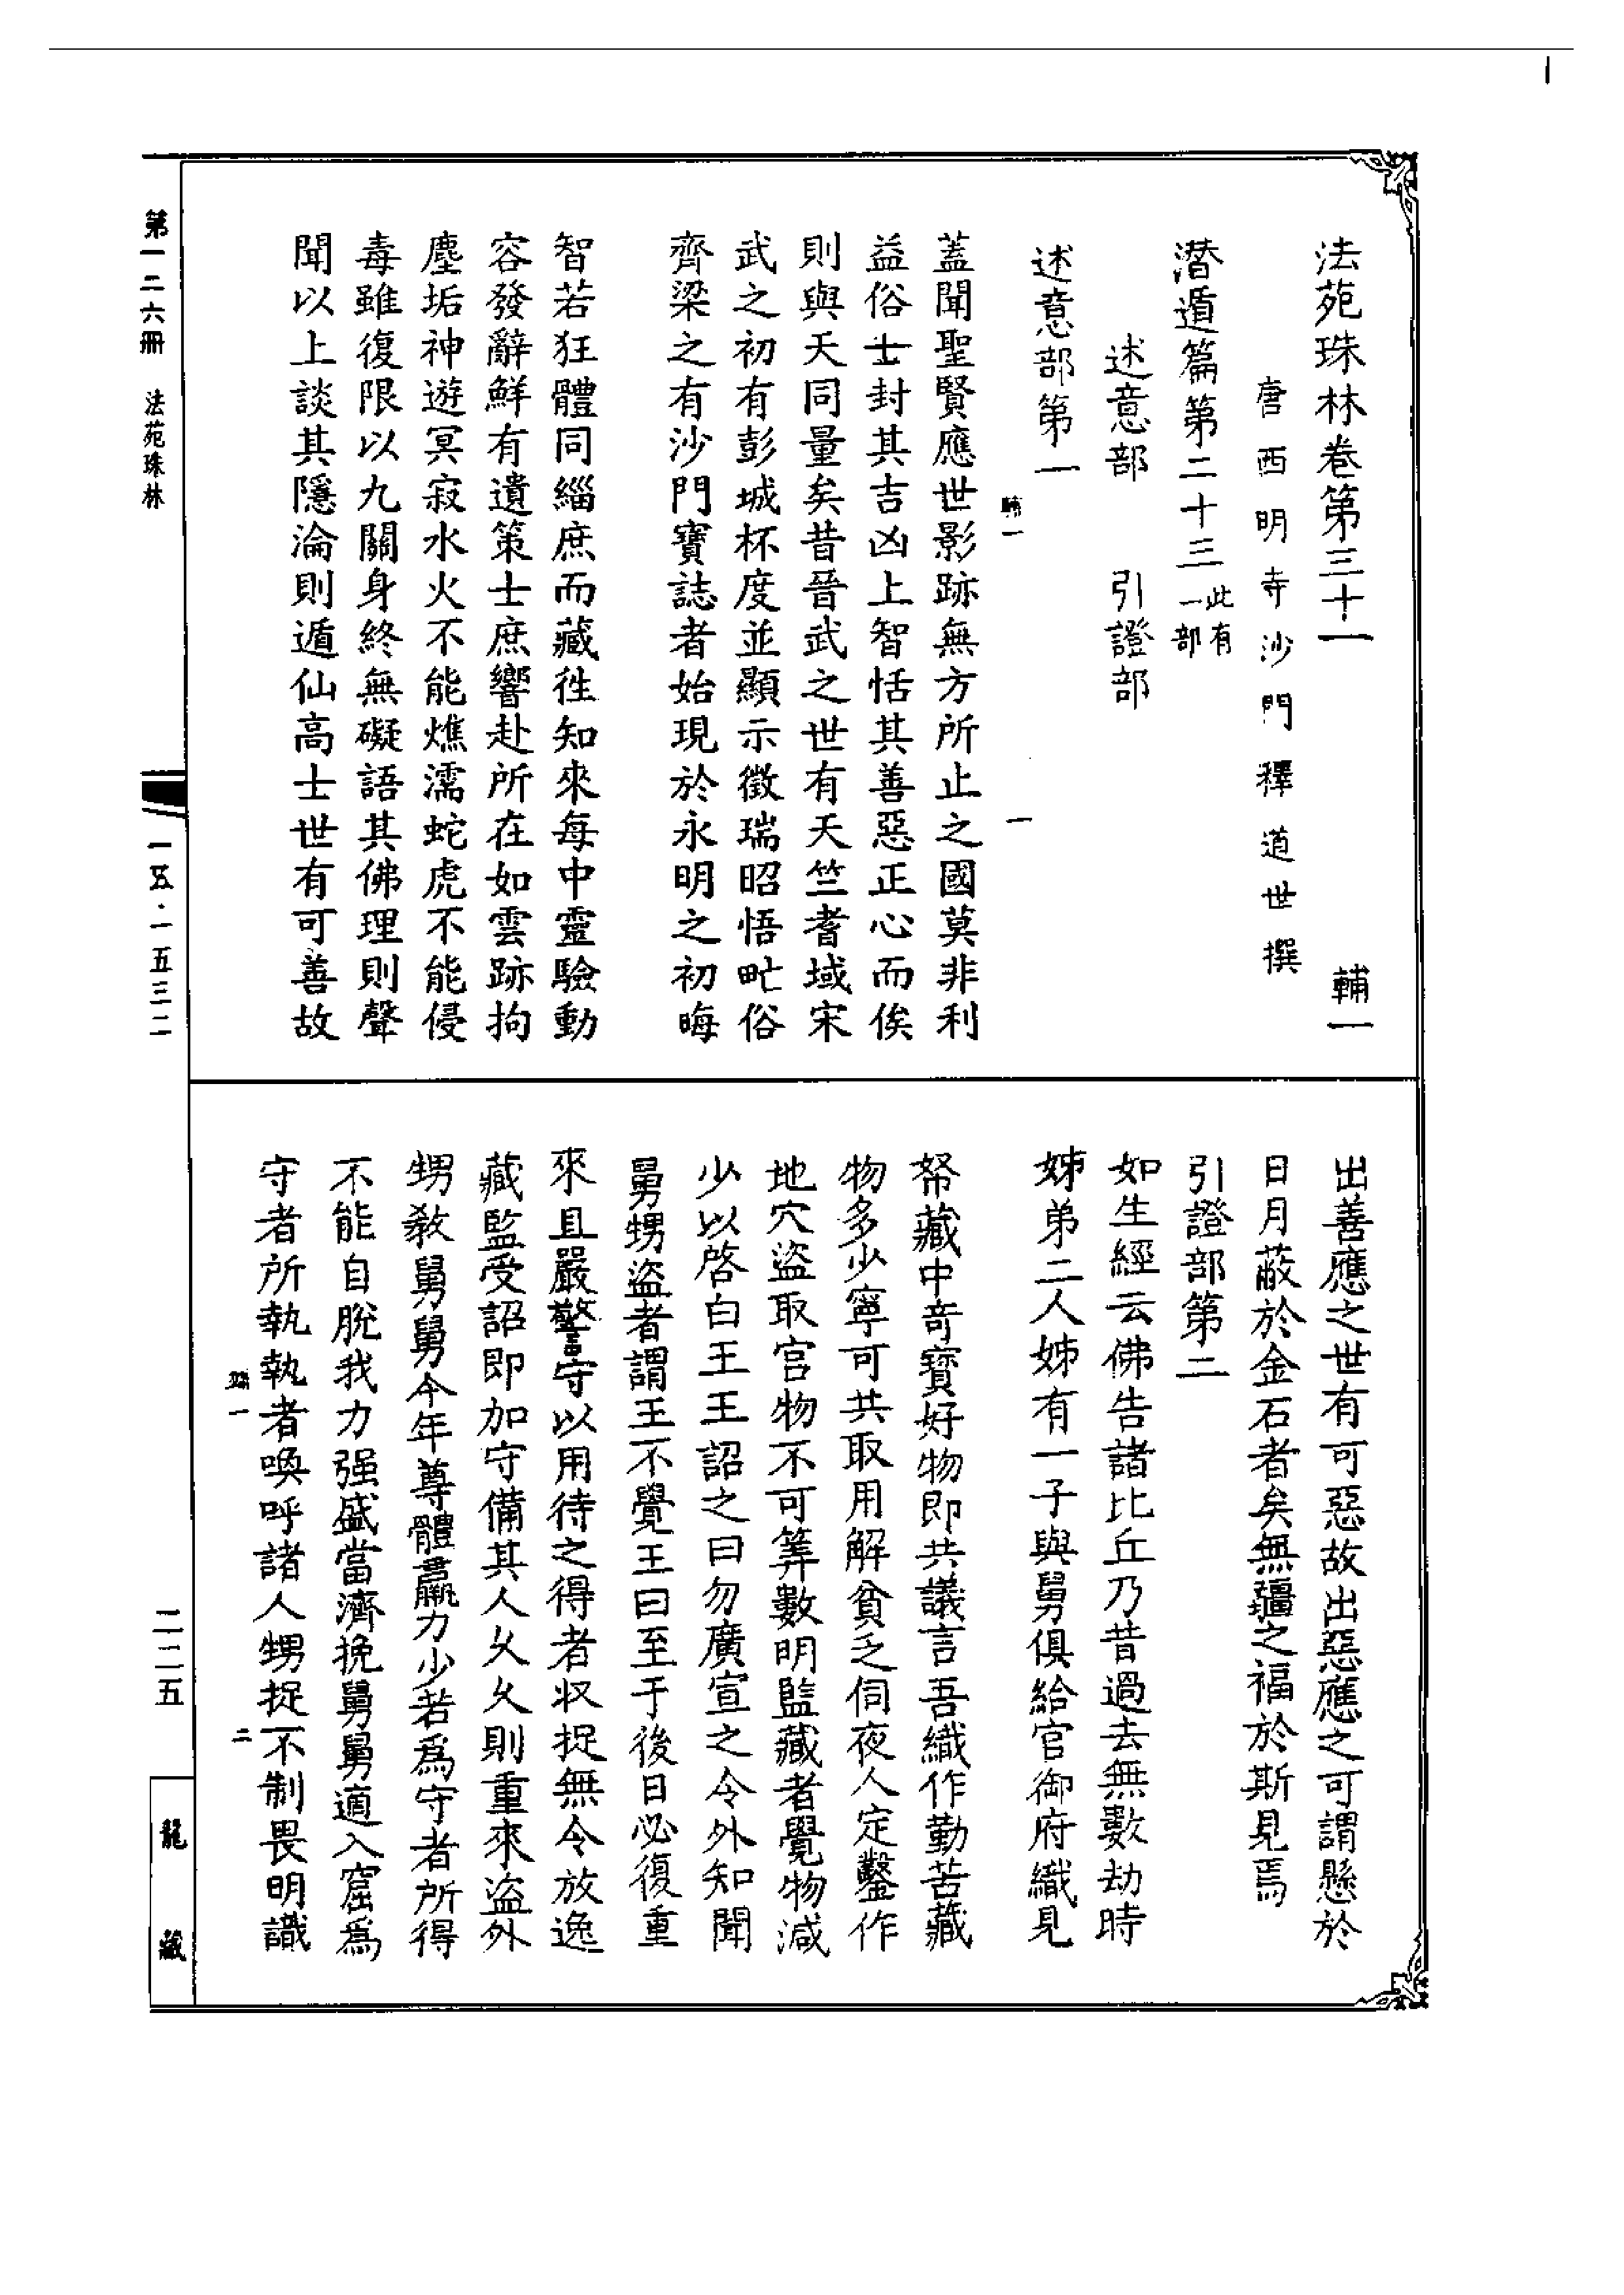 法苑珠林卷第三十一 輔一
唐西明寺沙門釋道世撰
潛遁篇第二十三 此有一部
述意部 引證部
述意部第一
輔一 一
蓋聞聖賢應世影跡無方所止之國莫非利
益俗士封其吉凶上智恬其善惡正心而俟
則與天同量矣昔晉武之世有天竺耆域宋
武之初有彭城杯度並顯示徵瑞昭悟甿俗
齊梁之有沙門寶誌者始現於永明之初晦
智若狂體同緇庶而藏徃知來每中靈驗動
容發辭鮮有遺策士庶響赴所在如雲跡拘
塵垢神遊冥寂水火不能燋濡蛇虎不能侵
毒雖復限以九關身終無礙語其佛理則聲
聞以上談其隱淪則遁仙高士世有可善故
出善應之世有可惡故出惡應之可謂懸於
日月蔽於金石者矣無疆之福於斯見焉
引證部第二
如生經云佛告諸比丘乃昔過去無數劫時
姊弟二人姊有一子與舅俱給官御府織見
帑藏中奇寶好物即共議言吾織作勤苦藏
物多少寧可共取用解貧乏伺夜人定鑿作
地穴盜取官物不可筭數明監藏者覺物減
少以啓白王王詔之曰勿廣宣之令外知聞
舅甥盜者謂王不覺王曰至于後日必復重
來且嚴警守以用待之得者收捉無令放逸
藏監受詔即加守備其人乆乆則重來盜外
甥教舅舅今年尊體羸力少若為守者所得
不能自脫我力强盛當濟挽舅舅適入窟為
守者所執執者喚呼諸人甥捉不制畏明識
輔一 二
第一二六冊 法苑珠林
一五·一五三二
二二五
龍藏
1